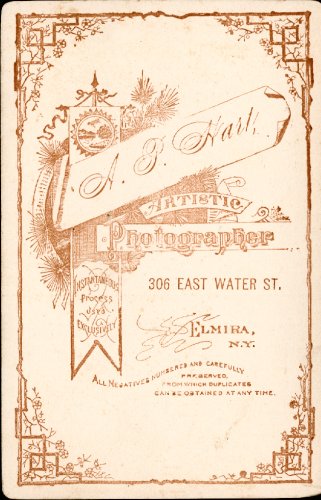 A. P. Hart.
ARTISTIC
Photographer
INSTANTANEOUS
Process
USED
EXCLUSIVELY
306 EAST WATER ST.
ELMIRA,
N.Y.
ALL NEGATIVES NUMBERED AND CAREFULLY
PRESERVED,
FROM WHICH DUPLICATES
CAN BE OBTAINED AT ANY TIME.